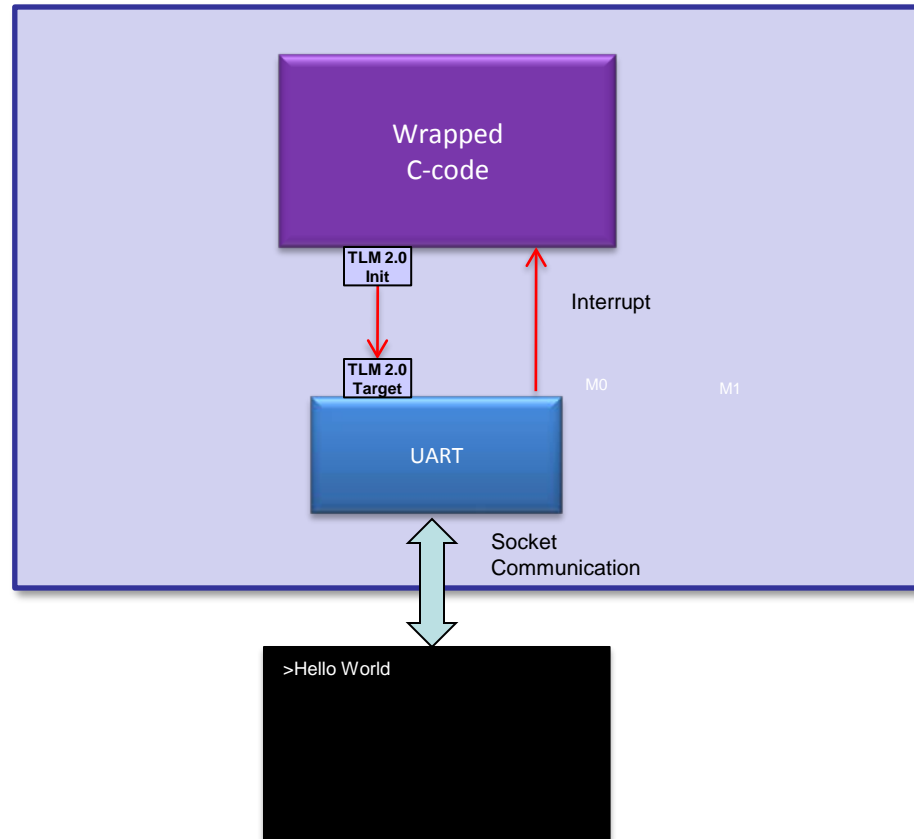 Wrapped
C-code
TLM 2.0
Init
Interrupt
TLM 2.0
Target
M0
M1
UART
Socket
Communication
>Hello World